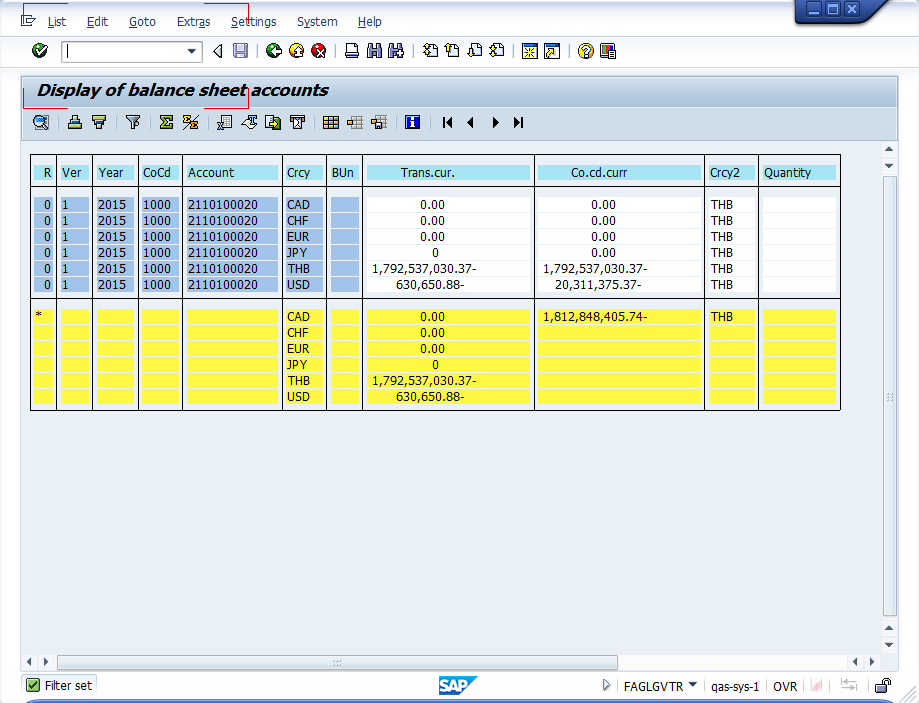 List Edit Goto Extras Settings System Help
Display of balance sheet accounts
R Ver Year CoCd Account Crcy BUn Trans.cur. Co.cd.curr Crcy2 Quantity
0 1 2015 1000 2110100020 CAD 0.00 0.00 THB
0 1 2015 1000 2110100020 CHF 0.00 0.00 THB
0 1 2015 1000 2110100020 EUR 0.00 0.00 THB
0 1 2015 1000 2110100020 JPY 0 0.00 THB
0 1 2015 1000 2110100020 THB 1,792,537,030.37- 1,792,537,030.37- THB
0 1 2015 1000 2110100020 USD 630,650.88- 20,311,375.37- THB
* CAD 0.00 1,812,848,405.74- THB
CHF 0.00
EUR 0.00
JPY 0
THB 1,792,537,030.37-
USD 630,650.88-
Filter set SAP FAGLGVTR qas-sys-1 OVR